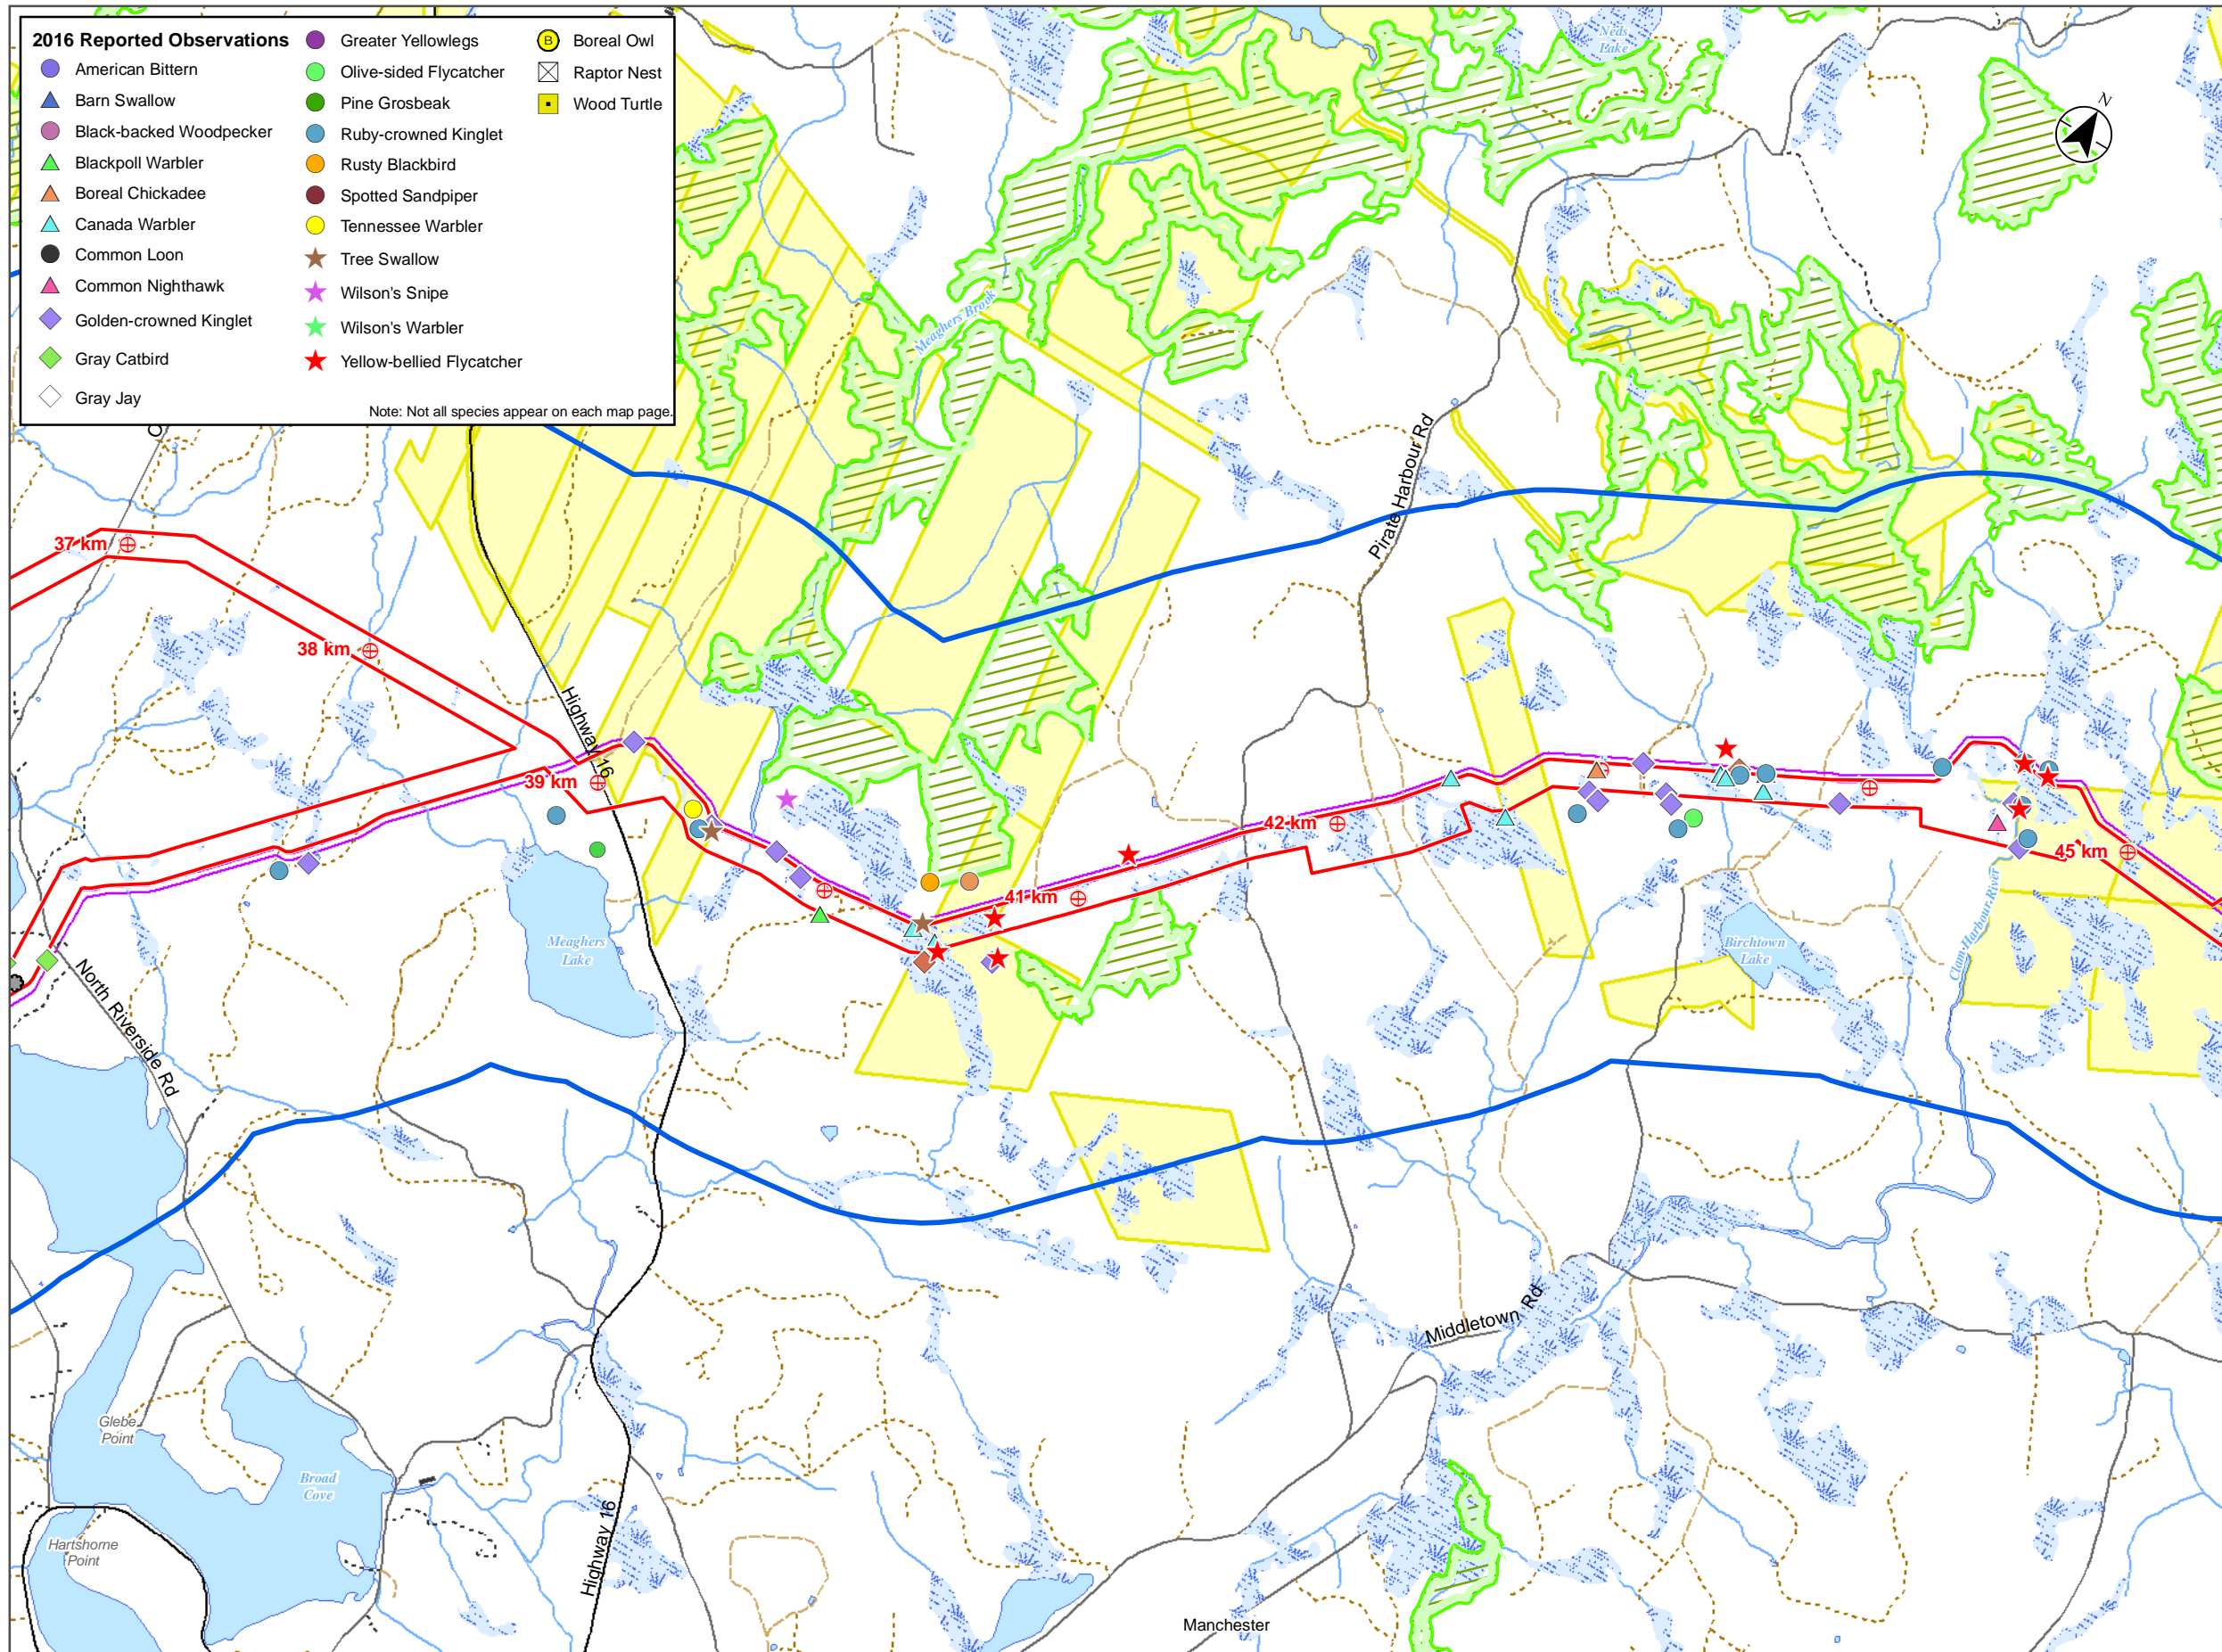 2016 Reported Observations
American Bittern
Barn Swallow
Black-backed Woodpecker
Blackpoll Warbler
Boreal Chickadee
Canada Warbler
Common Loon
Common Nighthawk
Golden-crowned Kinglet
Gray Catbird
Gray Jay
Greater Yellowlegs
Olive-sided Flycatcher
Pine Grosbeak
Ruby-crowned Kinglet
Rusty Blackbird
Spotted Sandpiper
Tennessee Warbler
Tree Swallow
Wilson's Snipe
Wilson's Warbler
Yellow-bellied Flycatcher
B
Boreal Owl
Raptor Nest
Wood Turtle
Note: Not all species appear on each map page.
Neds
Lake
N
Meaghers Brook
Pirate Harbour Rd
37 km
38 km
Highway 16
39 km
42 km
41 km
45 km
Meaghers
Lake
Birchtown
Lake
Clam Harbour River
North Riverside Rd
Middletown Rd
Glebe
Point
Broad
Cove
Hartshorne
Point
Highway 16
Manchester